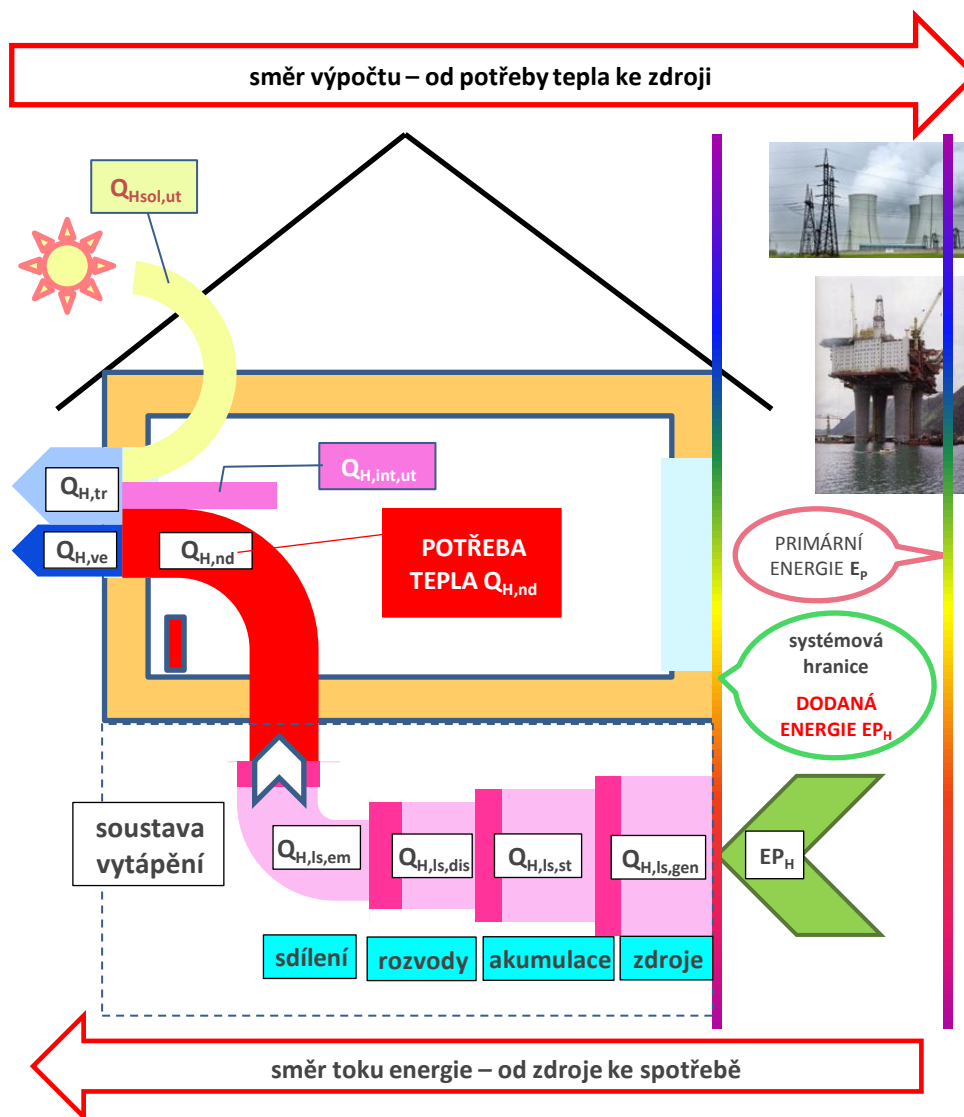 směr výpočtu – od potřeby tepla ke zdroji
QHsol,ut
QH,int,ut
QH,tr
QH,ve
QH,nd
POTŘEBA
TEPLA QH,nd
PRIMÁRNÍ
ENERGIE EP
systémová
hranice
DODANÁ
ENERGIE EPH
soustava
vytápění
QH,ls,em
QH,ls,dis
QH,ls,st
QH,ls,gen
EPH
sdílení
rozvody
akumulace
zdroje
směr toku energie – od zdroje ke spotřebě